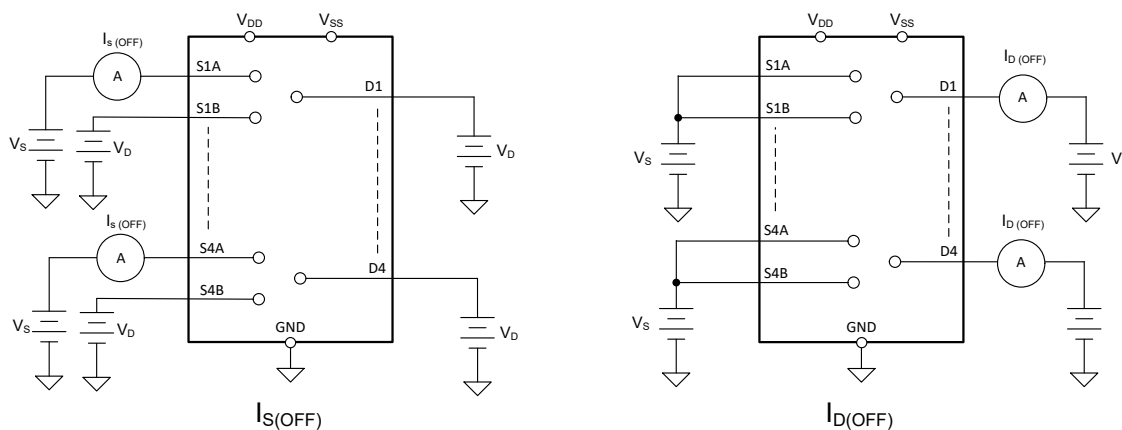 VDD VSS
Is (OFF)
A
S1A
D1
S1B
VS
VD
VD
Is (OFF)
A
S4A
D4
S4B
VS
VD
VD
GND
IS(OFF)
VDD VSS
S1A
ID (OFF)
D1
A
S1B
VS
V
S4A
ID (OFF)
D4
A
S4B
VS
GND
ID(OFF)